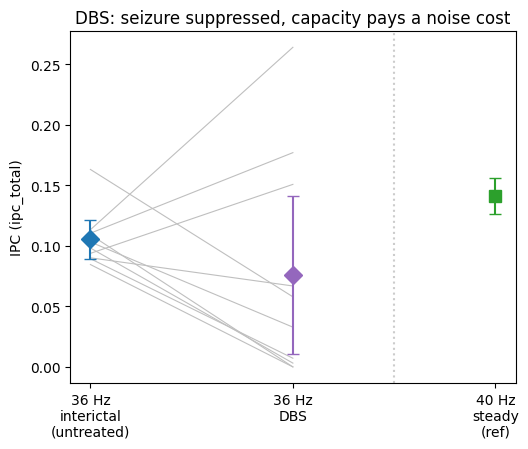 DBS: seizure suppressed, capacity pays a noise cost
IPC (ipc_total)
0.25
0.20
0.15
0.10
0.05
0.00
36 Hz
interictal
(untreated)
36 Hz
DBS
40 Hz
steady
(ref)